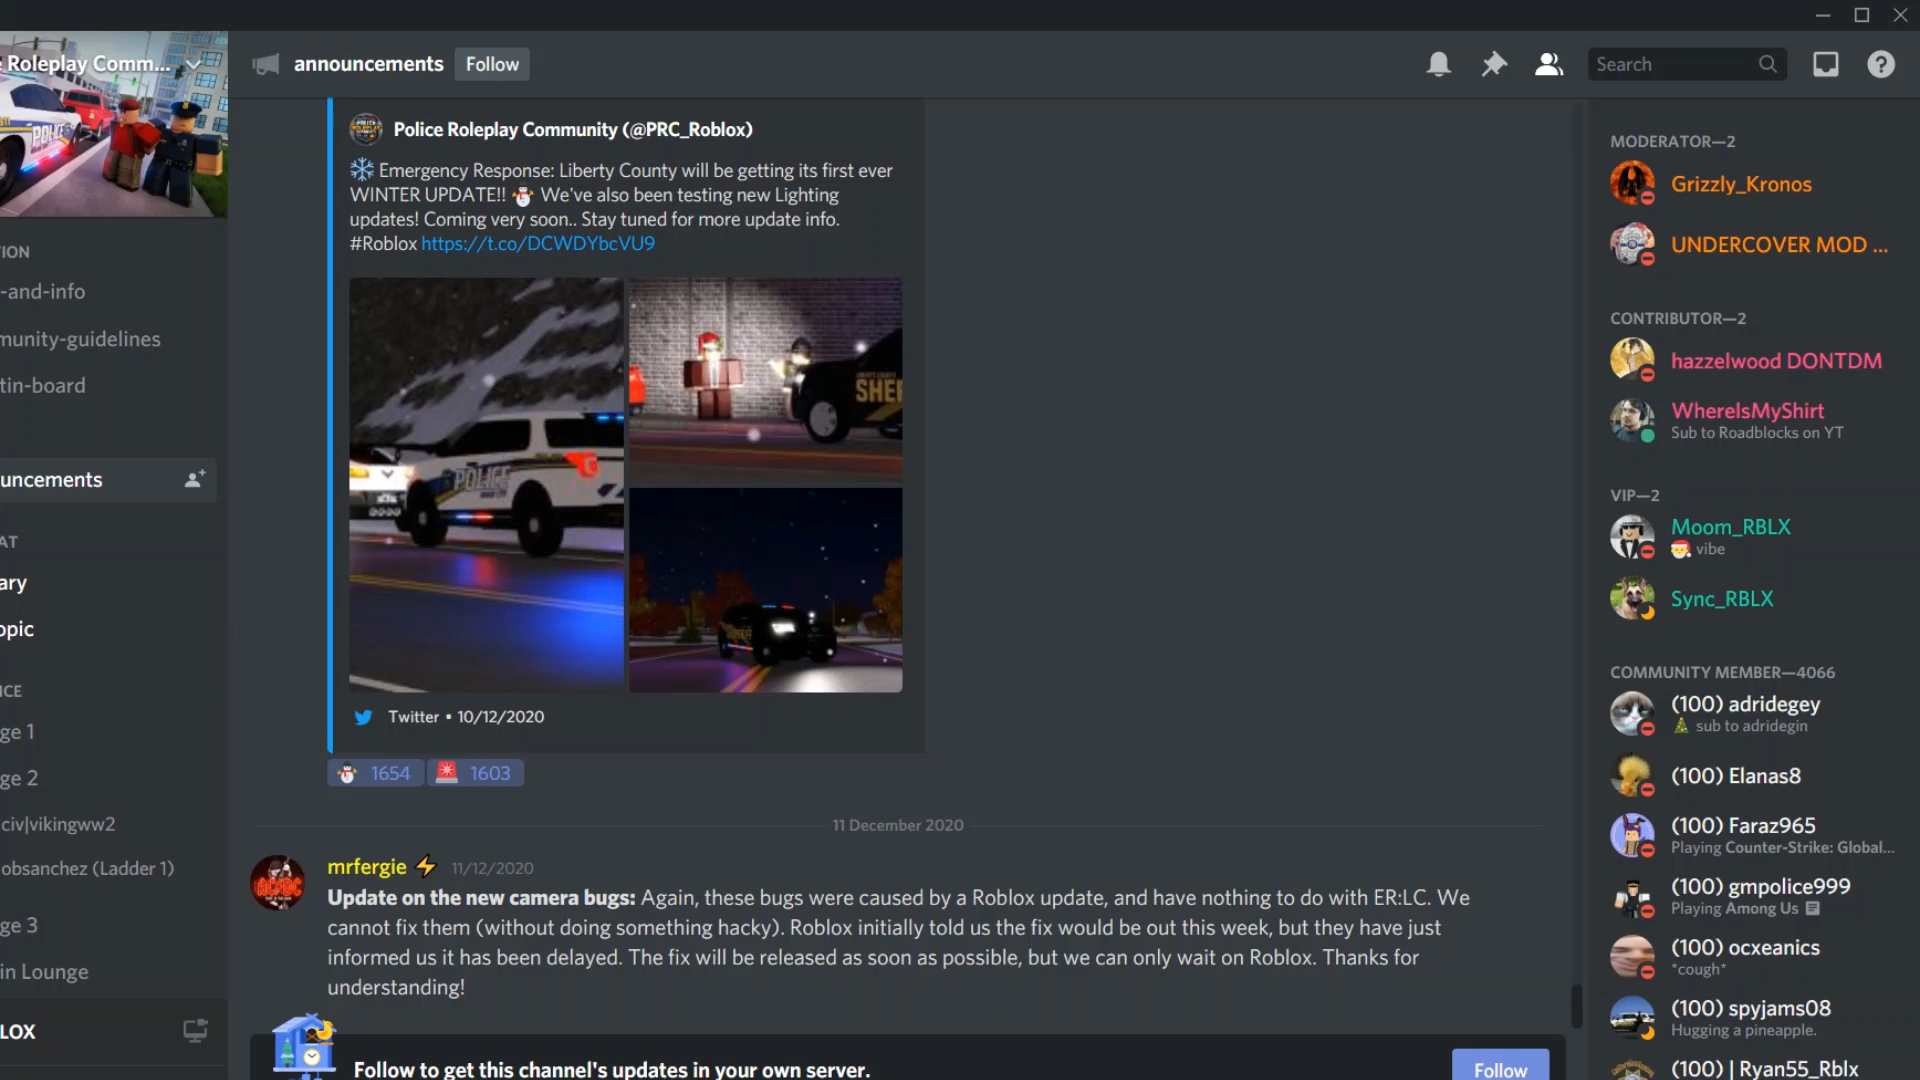 Roleplay Comm...
TION
-and-info
munity-guidelines
tin-board
uncements
AT
ary
opic
ICE
ge 1
ge 2
civ|vikingww2
obsanchez (Ladder 1)
ge 3
in Lounge
LOX
announcements
Follow
Search
Police Roleplay Community (@PRC_Roblox)
Emergency Response: Liberty County will be getting its first ever
WINTER UPDATE!! ⛄ We've also been testing new Lighting
updates! Coming very soon.. Stay tuned for more update info.
#Roblox https://t.co/DCWDYbcVU9
POLICE
SHE
Twitter • 10/12/2020
1654
1603
11 December 2020
mrfergie ⚡ 11/12/2020
Update on the new camera bugs: Again, these bugs were caused by a Roblox update, and have nothing to do with ER:LC. We
cannot fix them (without doing something hacky). Roblox initially told us the fix would be out this week, but they have just
informed us it has been delayed. The fix will be released as soon as possible, but we can only wait on Roblox. Thanks for
understanding!
Follow to get this channel's updates in your own server.
Follow
MODERATOR—2
Grizzly_Kronos
UNDERCOVER MOD ...
CONTRIBUTOR—2
hazzelwood DONTDM
WhereIsMyShirt
Sub to Roadblocks on YT
VIP—2
Moom_RBLX
vibe
Sync_RBLX
COMMUNITY MEMBER—4066
(100) adridegey
sub to adridegin
(100) Elanas8
(100) Faraz965
Playing Counter-Strike: Global...
(100) gmpolice999
Playing Among Us
(100) ocxeanics
*cough*
(100) spyjams08
Hugging a pineapple.
(100) | Ryan55_Rblx